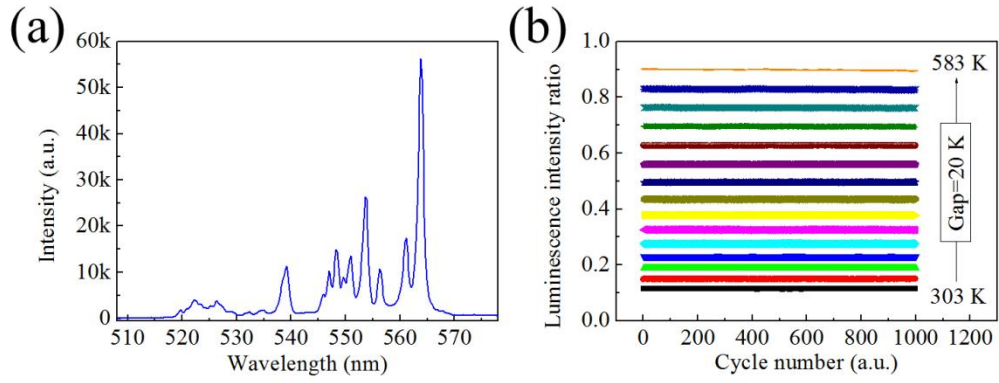 (a)
60k
50k
40k
30k
20k
10k
0
Intensity (a.u.)
510 520 530 540 550 560 570
Wavelength (nm)
(b)
1.0
0.8
0.6
0.4
0.2
0.0
Luminescence intensity ratio
583 K
Gap=20 K
303 K
0 200 400 600 800 1000 1200
Cycle number (a.u.)